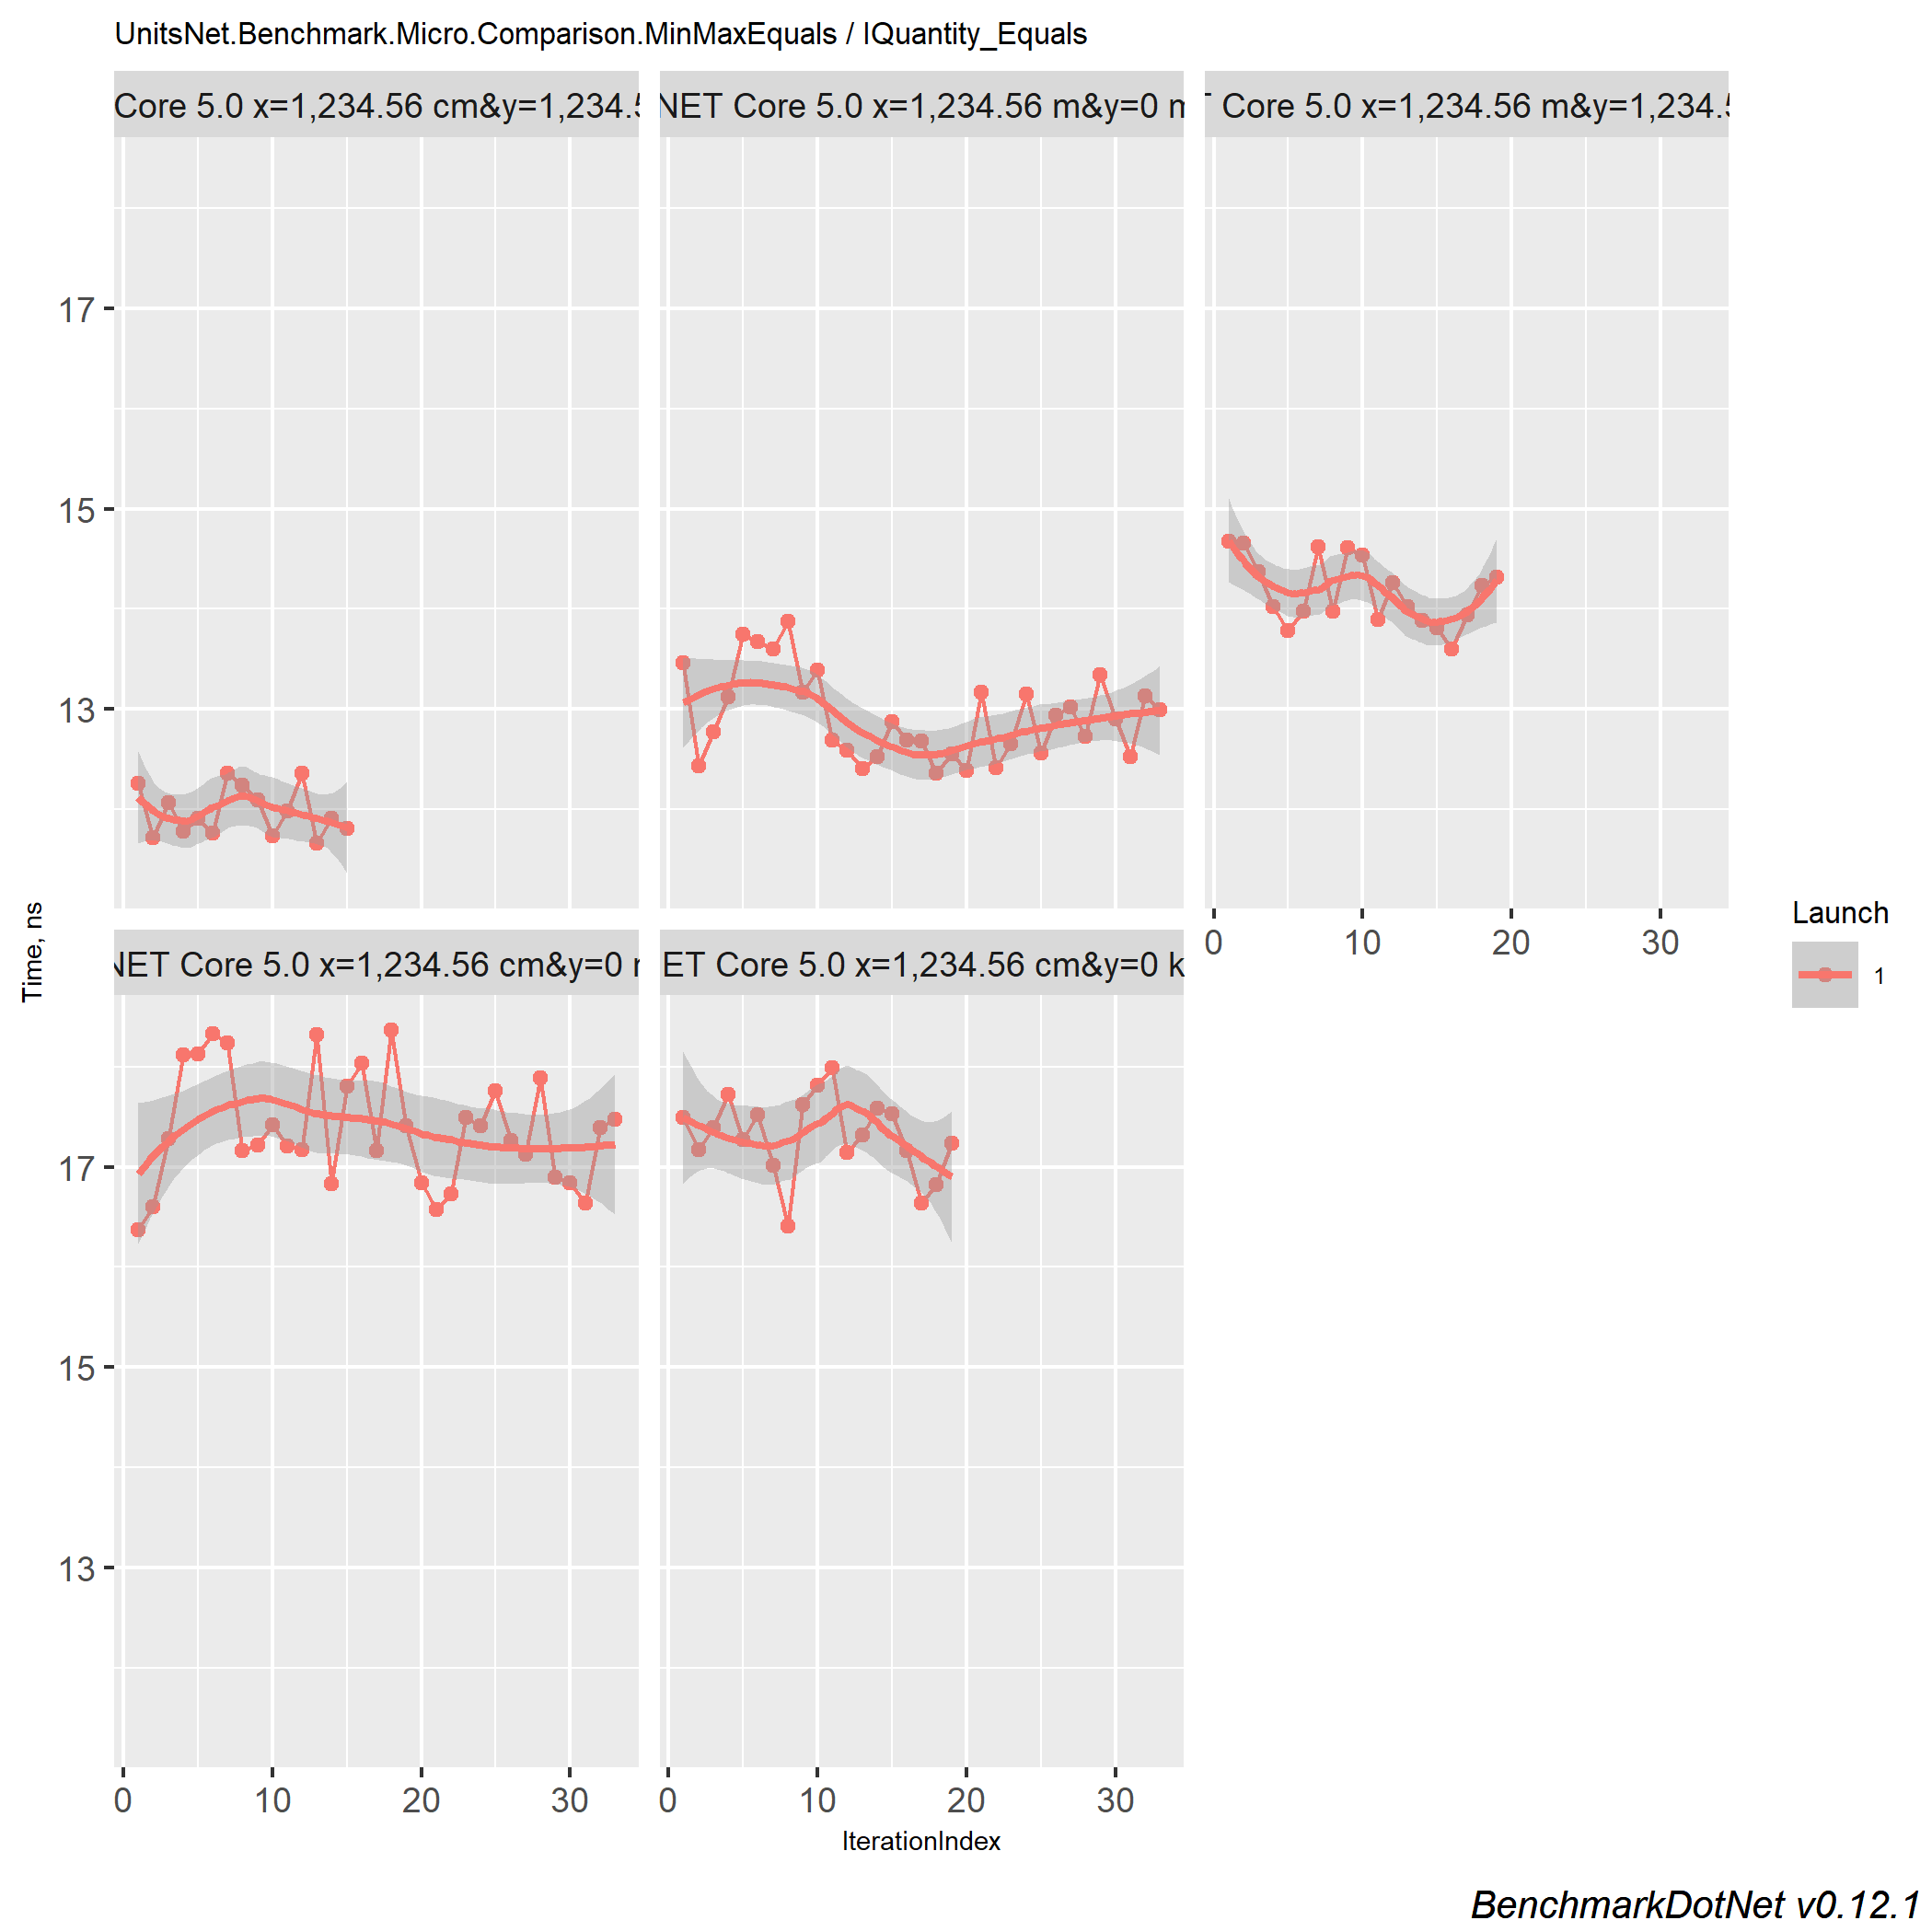 UnitsNet.Benchmark.Micro.Comparison.MinMaxEquals / IQuantity_Equals
Core 5.0 x=1,234.56 cm&y=1,234.5
NET Core 5.0 x=1,234.56 m&y=0 m
T Core 5.0 x=1,234.56 m&y=1,234.5
17
15
13
0 10 20 30
Time, ns
Launch
1
NET Core 5.0 x=1,234.56 cm&y=0
ET Core 5.0 x=1,234.56 cm&y=0 k
17
15
13
0 10 20 30
0 10 20 30
IterationIndex
BenchmarkDotNet v0.12.1